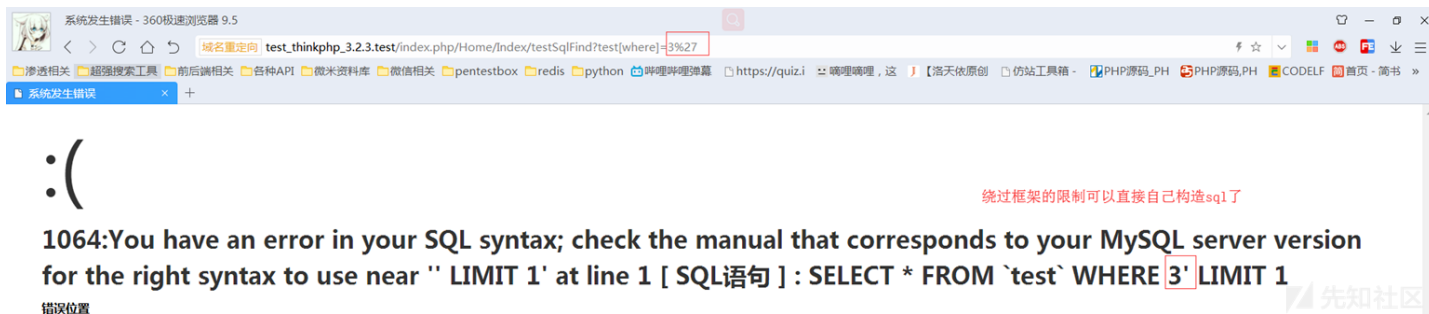 系统发生错误 - 360极速浏览器 9.5
域名重定向 test_thinkphp_3.2.3.test/index.php/Home/Index/testSqlFind?test[where]=3%27
渗透相关 超强搜索工具 前后端相关 各种API 微米资料库 微信相关 pentestbox redis python 哔哩哔哩弹幕 https://quiz.i 嘀哩嘀哩，这 【洛天依原创 仿站工具箱 - PHP源码_PH PHP源码,PH CODELF 首页 - 简书 »
系统发生错误 × +
:(
绕过框架的限制可以直接自己构造sql了
1064:You have an error in your SQL syntax; check the manual that corresponds to your MySQL server version
for the right syntax to use near '' LIMIT 1' at line 1 [ SQL语句 ] : SELECT * FROM `test` WHERE 3' LIMIT 1
错误位置
先知社区